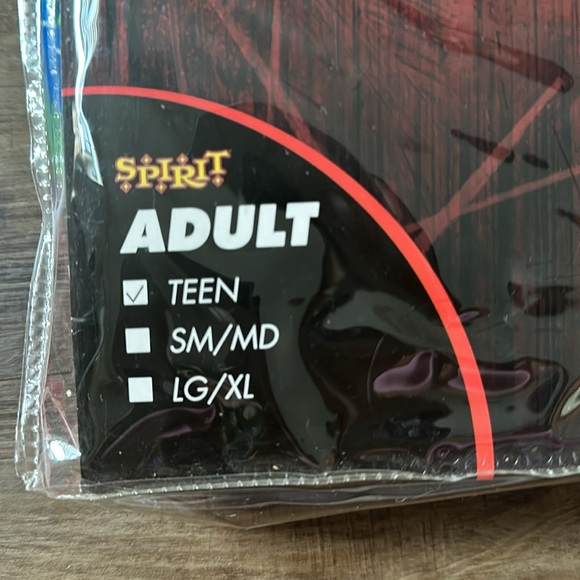 SPIRIT
ADULT
TEEN
SM/MD
LG/XL